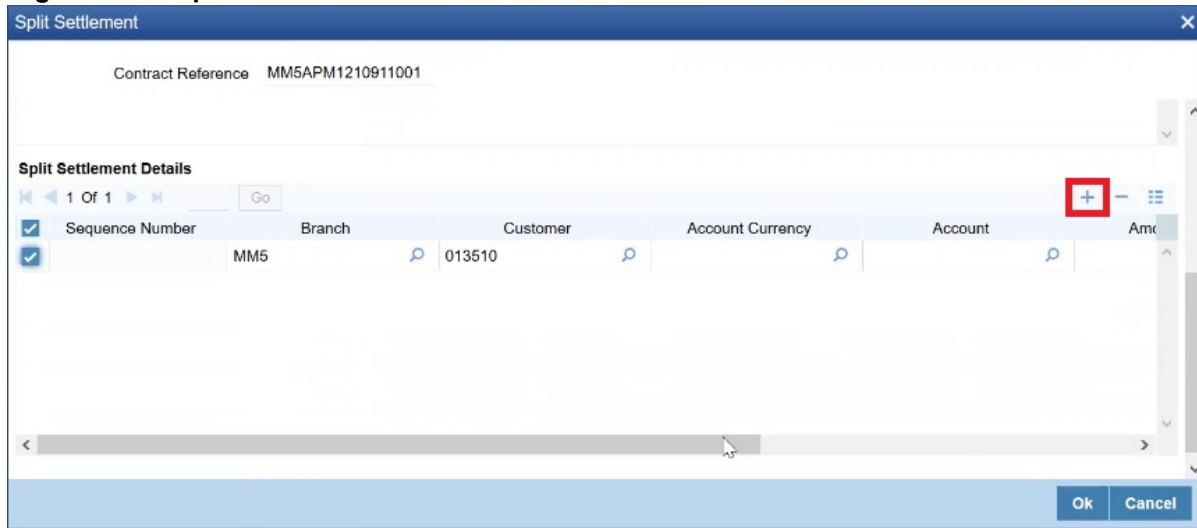 Split Settlement
Contract Reference MM5APM1210911001
Split Settlement Details
1 Of 1 Go
Sequence Number Branch Customer Account Currency Account
MM5 013510
Ok Cancel